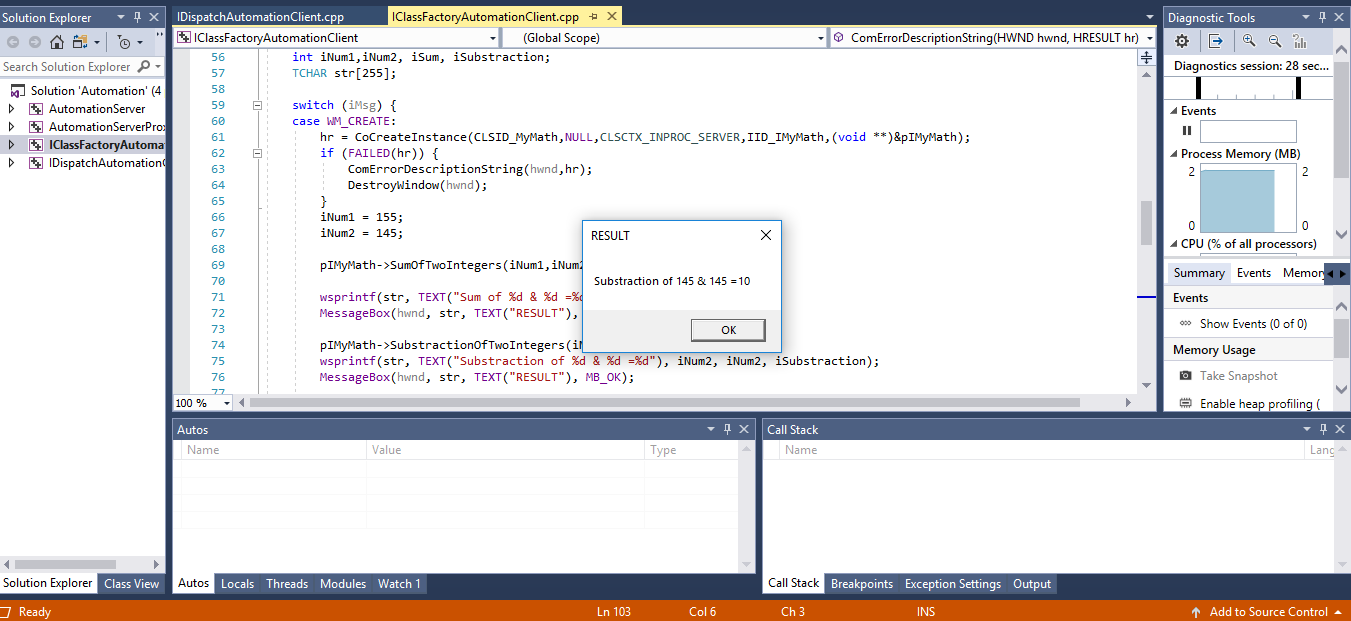 Solution Explorer
Search Solution Explorer
Solution 'Automation' (4
AutomationServer
AutomationServerPro
IClassFactoryAutoma
IDispatchAutomation
Solution Explorer Class View
IDispatchAutomationClient.cpp IClassFactoryAutomationClient.cpp
IClassFactoryAutomationClient (Global Scope) ComErrorDescriptionString(HWND hwnd, HRESULT hr)
56 int iNum1,iNum2, iSum, iSubstraction;
57 TCHAR str[255];
58
59 switch (iMsg) {
60 case WM_CREATE:
61 hr = CoCreateInstance(CLSID_MyMath,NULL,CLSCTX_INPROC_SERVER,IID_IMyMath,(void **)&pIMyMath);
62 if (FAILED(hr)) {
63 ComErrorDescriptionString(hwnd,hr);
64 DestroyWindow(hwnd);
65 }
66 iNum1 = 155;
67 iNum2 = 145;
68
69 pIMyMath->SumOfTwoIntegers(iNum1,iNum2
70
71 wsprintf(str, TEXT("Sum of %d & %d =%d
72 MessageBox(hwnd, str, TEXT("RESULT"),
73
74 pIMyMath->SubstractionOfTwoIntegers(iN
75 wsprintf(str, TEXT("Substraction of %d & %d =%d"), iNum2, iNum2, iSubstraction);
76 MessageBox(hwnd, str, TEXT("RESULT"), MB_OK);
77
100 %
RESULT
Substraction of 145 & 145 =10
OK
Diagnostic Tools
Diagnostics session: 28 sec...
Events
Process Memory (MB)
2 2
0 0
CPU (% of all processors)
Summary Events Memory
Events
Show Events (0 of 0)
Memory Usage
Take Snapshot
Enable heap profiling (
Autos
Name Value Type
Autos Locals Threads Modules Watch 1
Call Stack
Name Lang
Call Stack Breakpoints Exception Settings Output
Ready Ln 103 Col 6 Ch 3 INS Add to Source Control